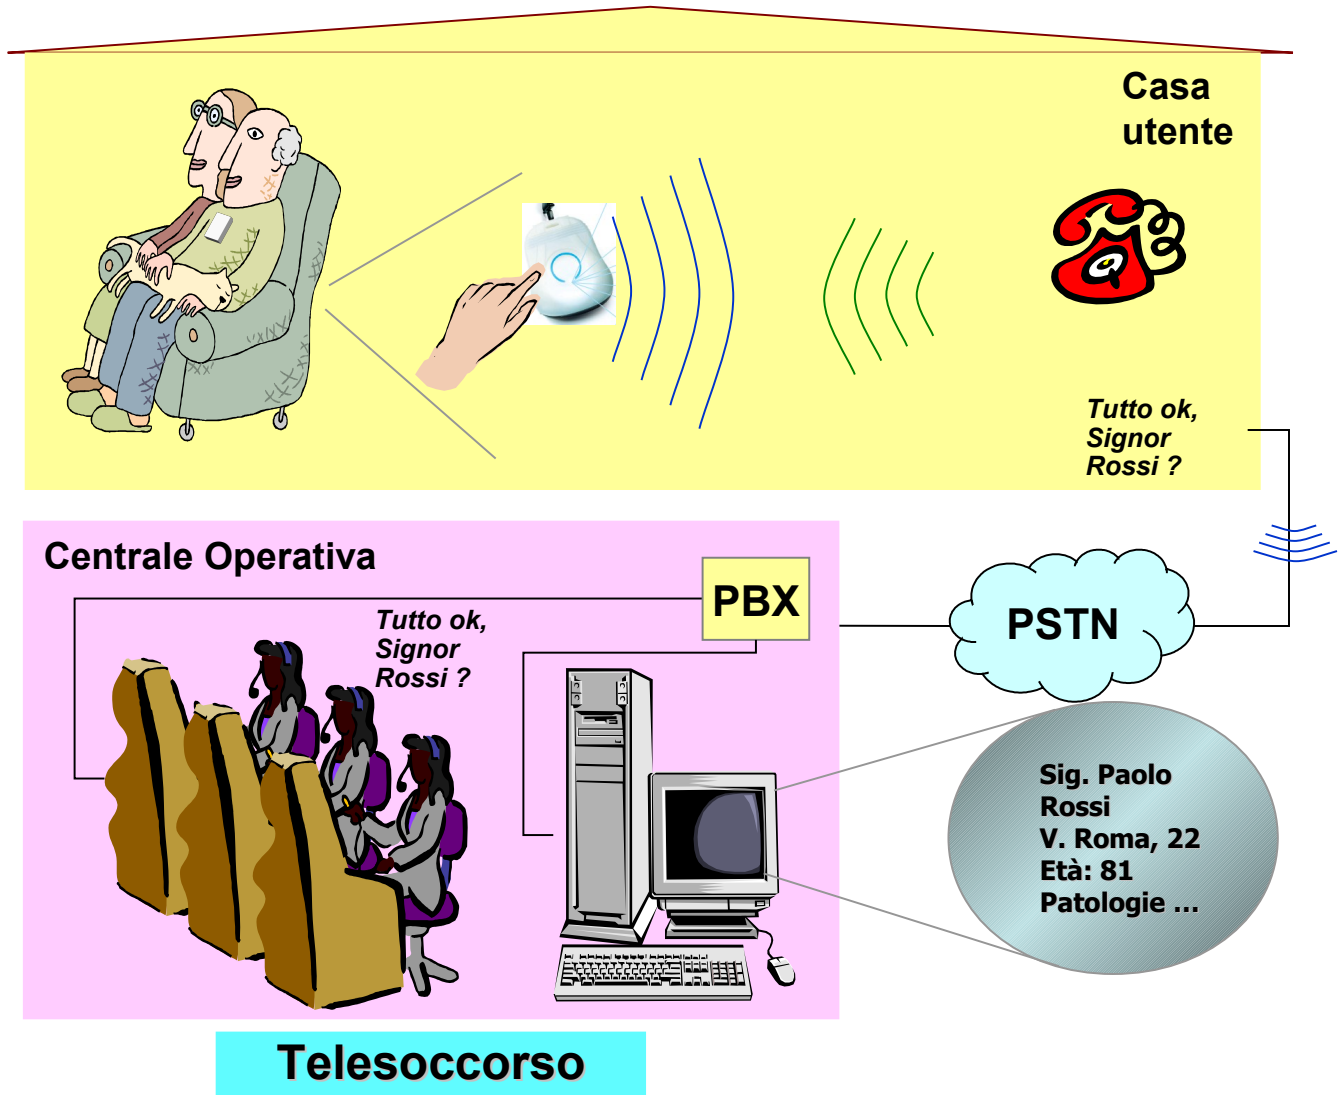 Casa
utente
Tutto ok,
Signor
Rossi ?
Centrale Operativa
PBX
Tutto ok,
Signor
Rossi ?
PSTN
Sig. Paolo
Rossi
V. Roma, 22
Età: 81
Patologie ...
Telesoccorso